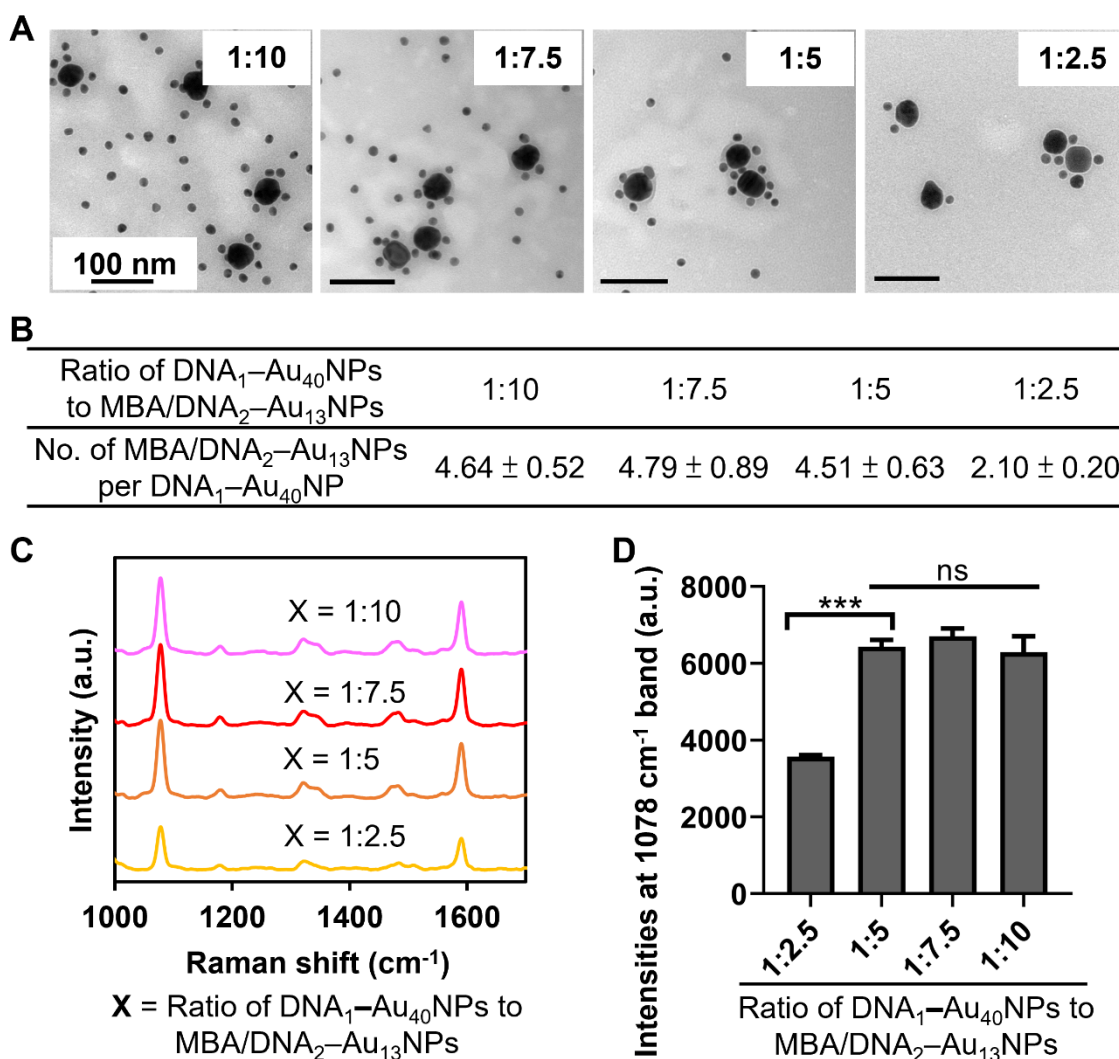 A
1:10
1:7.5
1:5
1:2.5
100 nm
B
Ratio of DNA₁–Au₄₀NPs
to MBA/DNA₂–Au₁₃NPs
1:10
1:7.5
1:5
1:2.5
No. of MBA/DNA₂–Au₁₃NPs
per DNA₁–Au₄₀NP
4.64 ± 0.52
4.79 ± 0.89
4.51 ± 0.63
2.10 ± 0.20
C
Intensity (a.u.)
X = 1:10
X = 1:7.5
X = 1:5
X = 1:2.5
1000
1200
1400
1600
Raman shift (cm⁻¹)
X = Ratio of DNA₁–Au₄₀NPs to
MBA/DNA₂–Au₁₃NPs
D
Intensities at 1078 cm⁻¹ band (a.u.)
8000
6000
4000
2000
0
***
ns
1:2.5
1:5
1:7.5
1:10
Ratio of DNA₁–Au₄₀NPs to
MBA/DNA₂–Au₁₃NPs